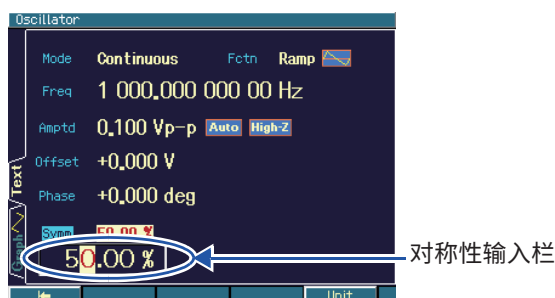 Oscillator
Mode Continuous Fctn Ramp
Freq 1 000.000 000 00 Hz
Amptd 0.100 Vp-p Auto High-Z
Offset +0.000 V
Phase +0.000 deg
Symm 50.00 %
50.00 %
对称性输入栏
Text
Graph
Unit